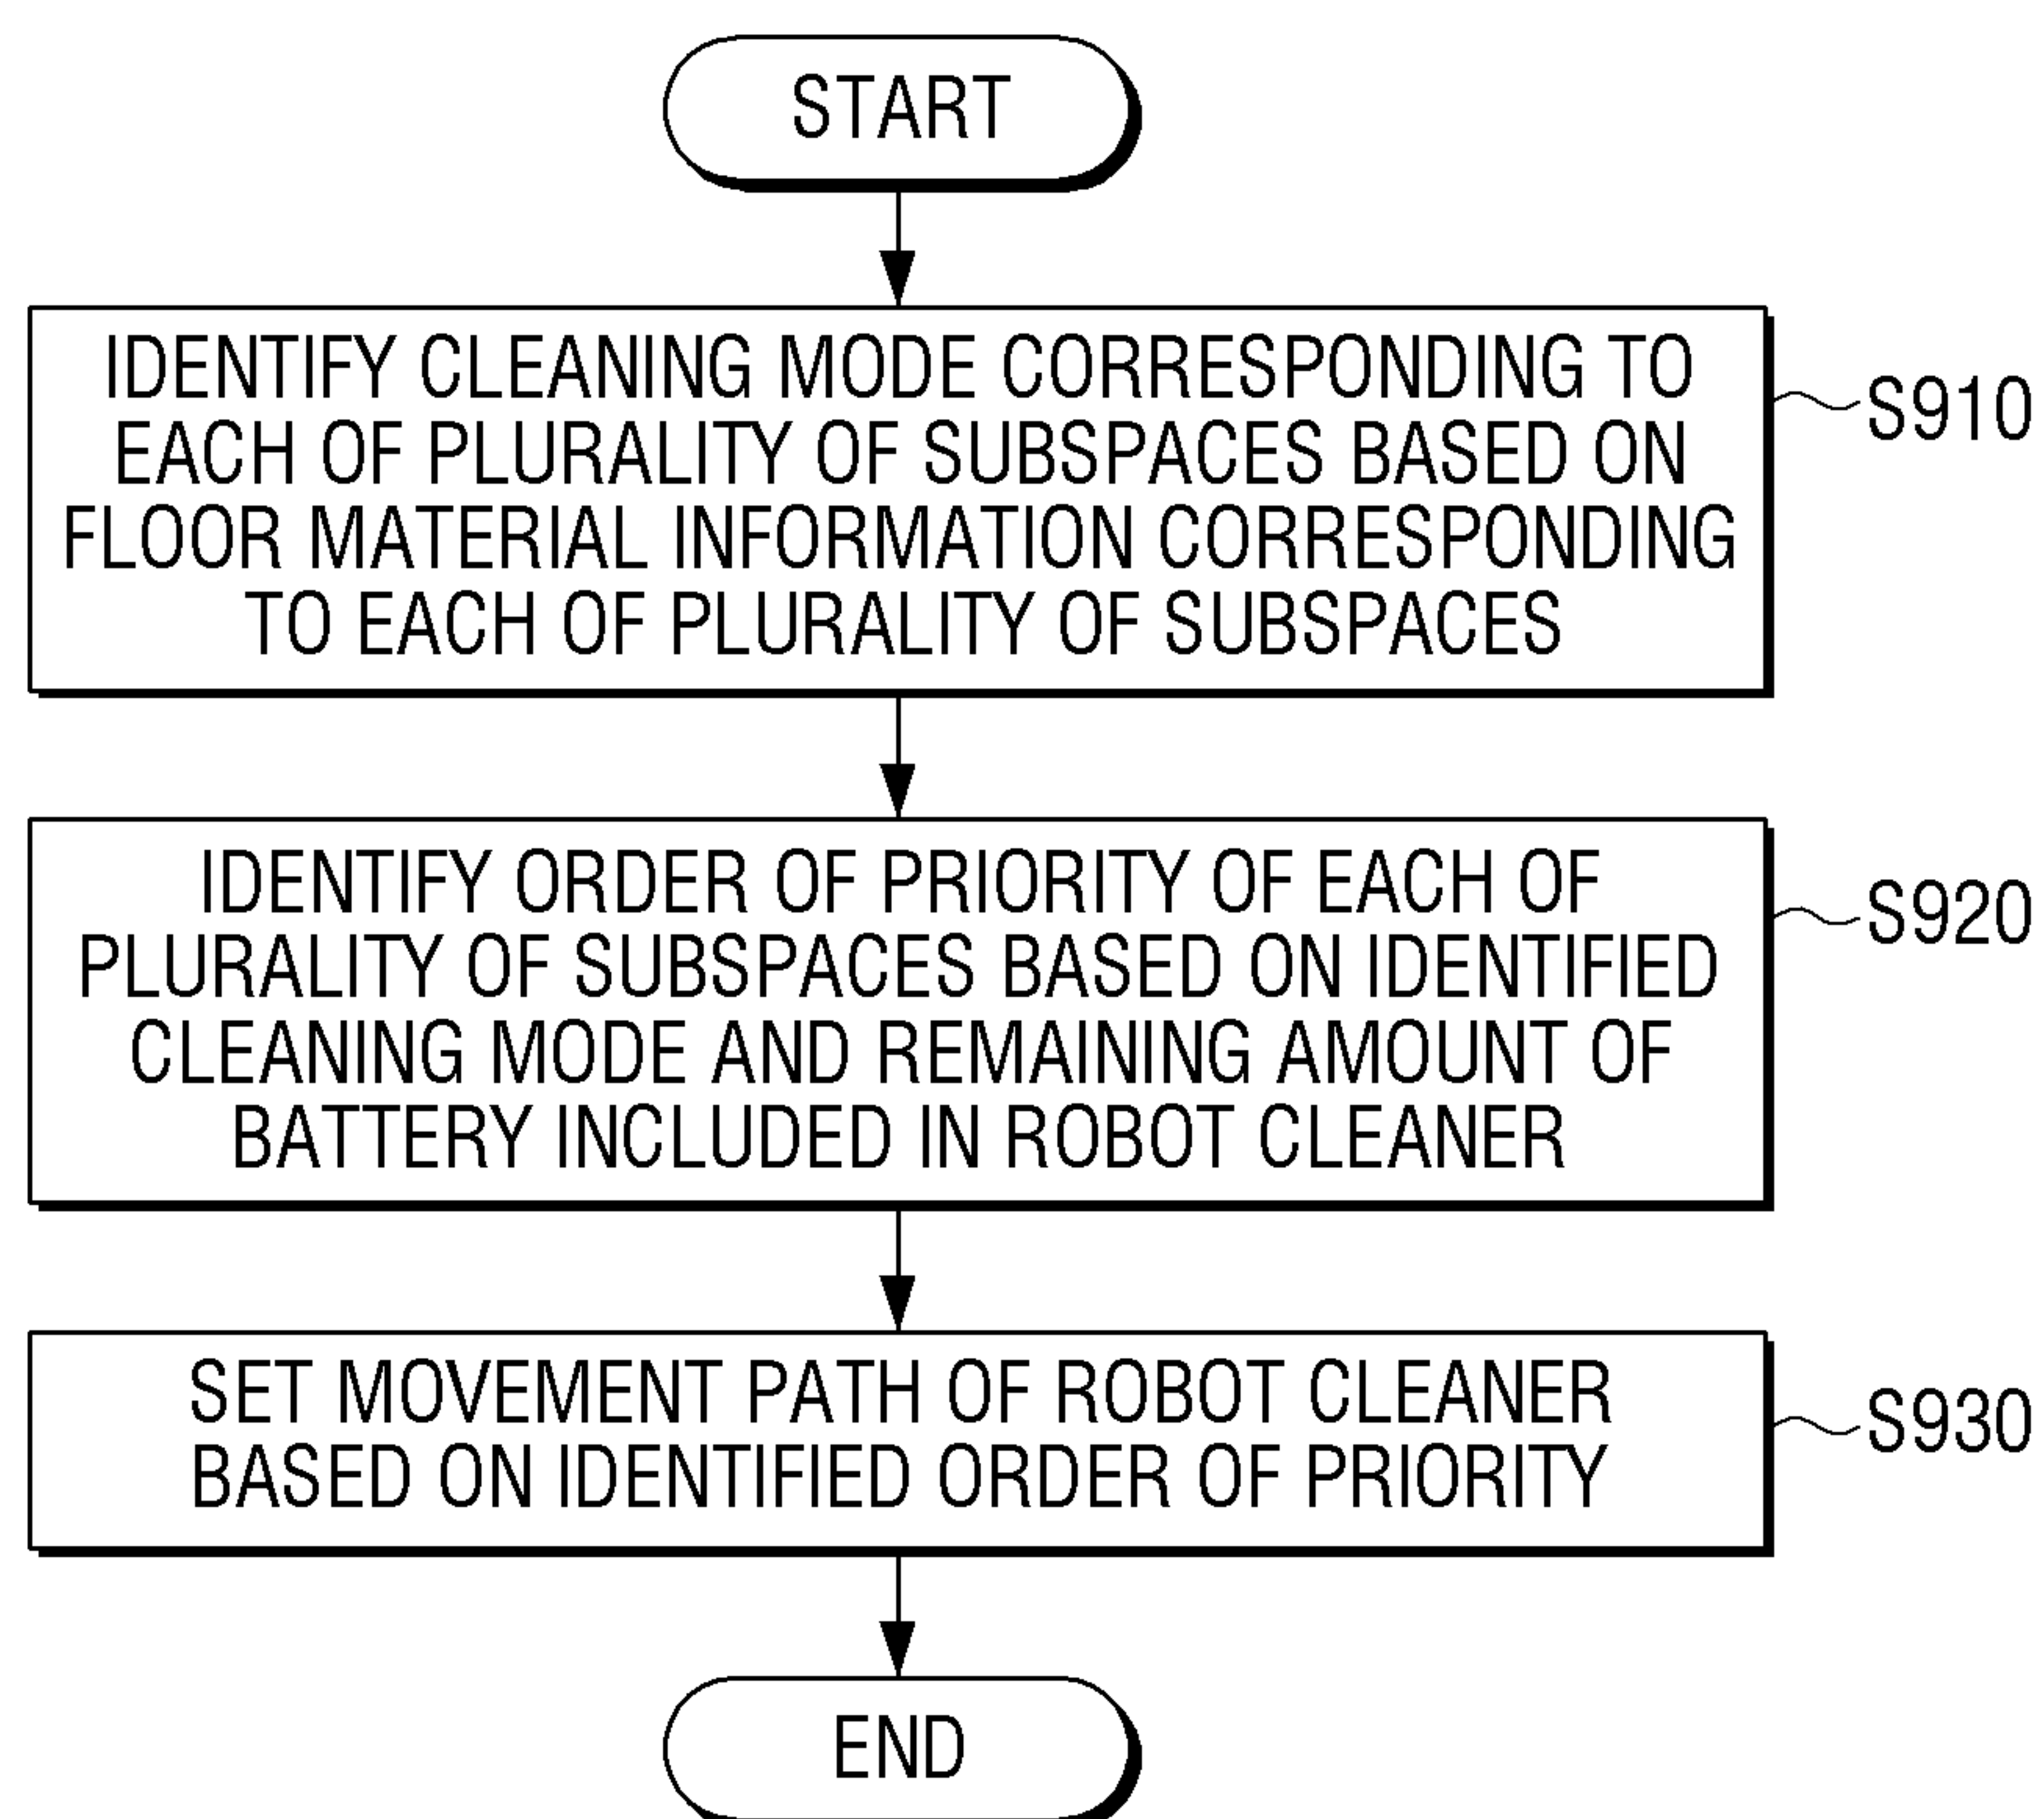 START
IDENTIFY CLEANING MODE CORRESPONDING TO
EACH OF PLURALITY OF SUBSPACES BASED ON
FLOOR MATERIAL INFORMATION CORRESPONDING
TO EACH OF PLURALITY OF SUBSPACES
S910
IDENTIFY ORDER OF PRIORITY OF EACH OF
PLURALITY OF SUBSPACES BASED ON IDENTIFIED
CLEANING MODE AND REMAINING AMOUNT OF
BATTERY INCLUDED IN ROBOT CLEANER
S920
SET MOVEMENT PATH OF ROBOT CLEANER
BASED ON IDENTIFIED ORDER OF PRIORITY
S930
END